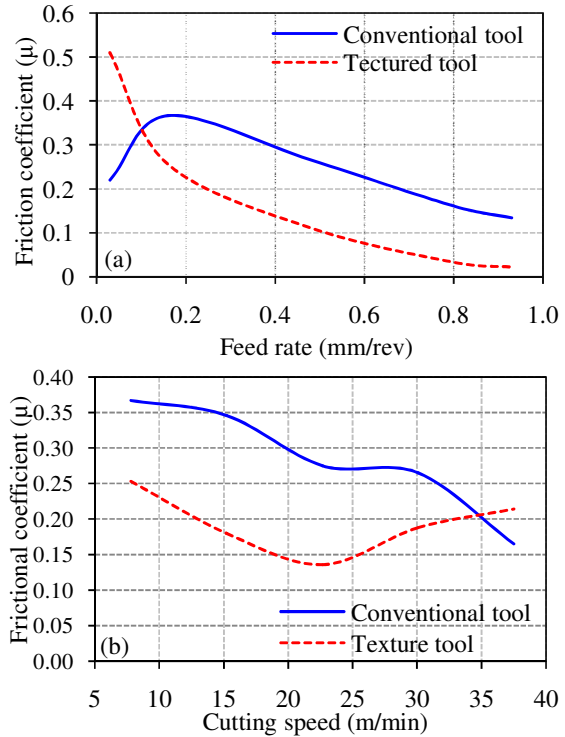 0.6
0.5
0.4
0.3
0.2
0.1
0
Friction coefficient (μ)
Conventional tool
Tectured tool
(a)
0.0 0.2 0.4 0.6 0.8 1.0
Feed rate (mm/rev)
0.40
0.35
0.30
0.25
0.20
0.15
0.10
0.05
0.00
Frictional coefficient (μ)
Conventional tool
Texture tool
(b)
5 10 15 20 25 30 35 40
Cutting speed (m/min)